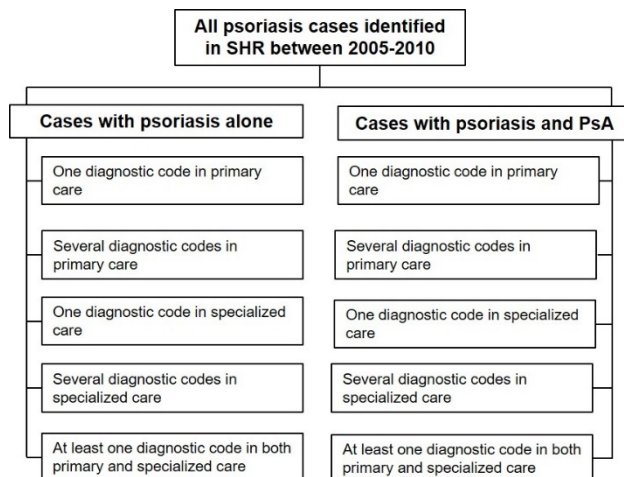 All psoriasis cases identified
in SHR between 2005-2010
Cases with psoriasis alone
Cases with psoriasis and PsA
One diagnostic code in primary
care
One diagnostic code in primary
care
Several diagnostic codes in
primary care
Several diagnostic codes in primary
care
One diagnostic code in specialized
care
One diagnostic code in specialized
care
Several diagnostic codes in
specialized care
Several diagnostic codes in
specialized care
At least one diagnostic code in both
primary and specialized care
At least one diagnostic code in both
primary and specialized care